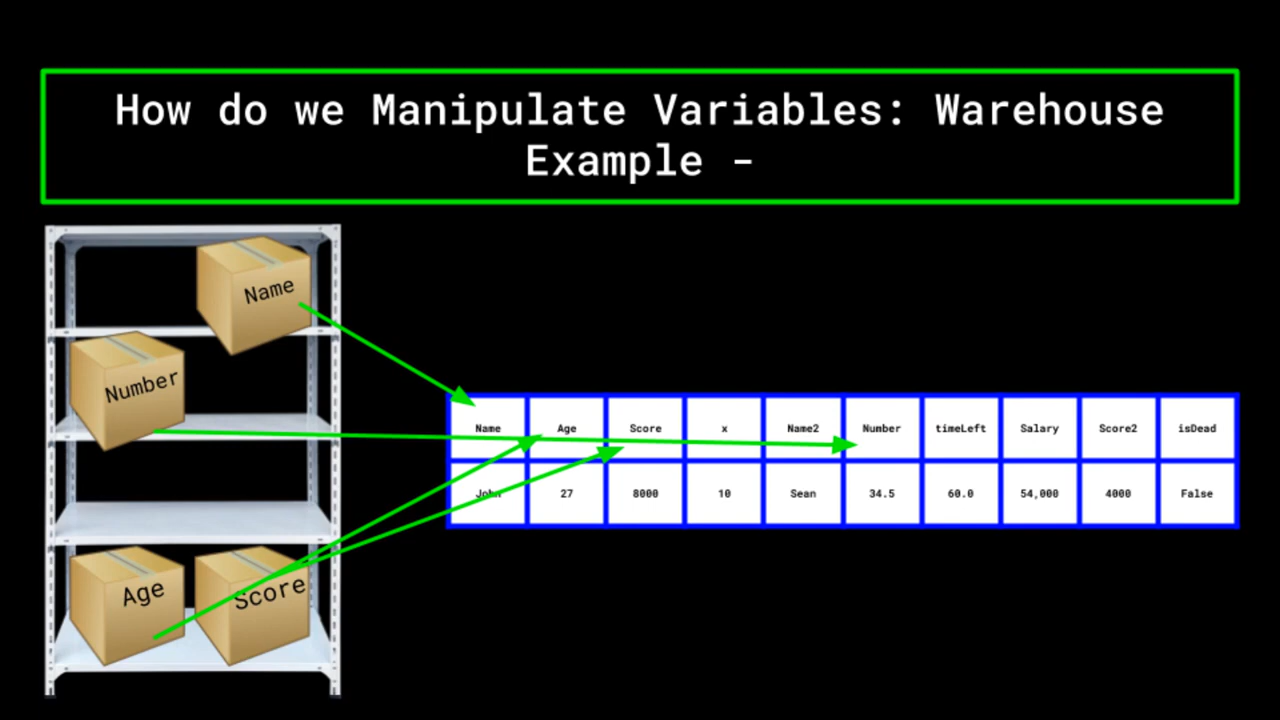 How do we Manipulate Variables: Warehouse
Example -
Name
Number
Age
Score
Name Age Score x Name2 Number timeLeft Salary Score2 isDead
John 27 8000 10 Sean 34.5 60.0 54,000 4000 False